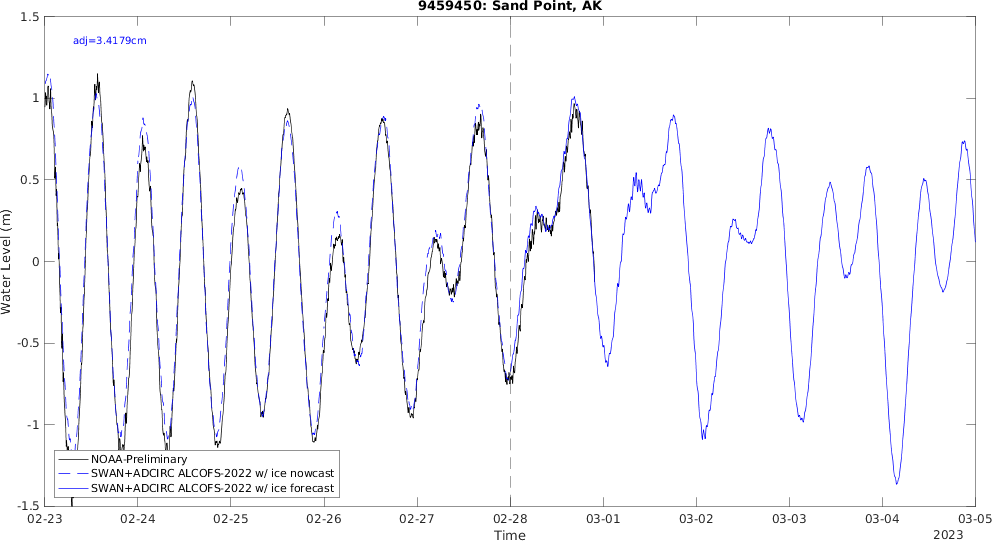 9459450: Sand Point, AK
adj=3.4179cm
Water Level (m)
1.5
1
0.5
0
-0.5
-1
-1.5
NOAA-Preliminary
SWAN+ADCIRC ALCOFS-2022 w/ ice nowcast
SWAN+ADCIRC ALCOFS-2022 w/ ice forecast
02-23 02-24 02-25 02-26 02-27 02-28 03-01 03-02 03-03 03-04 03-05
Time
2023